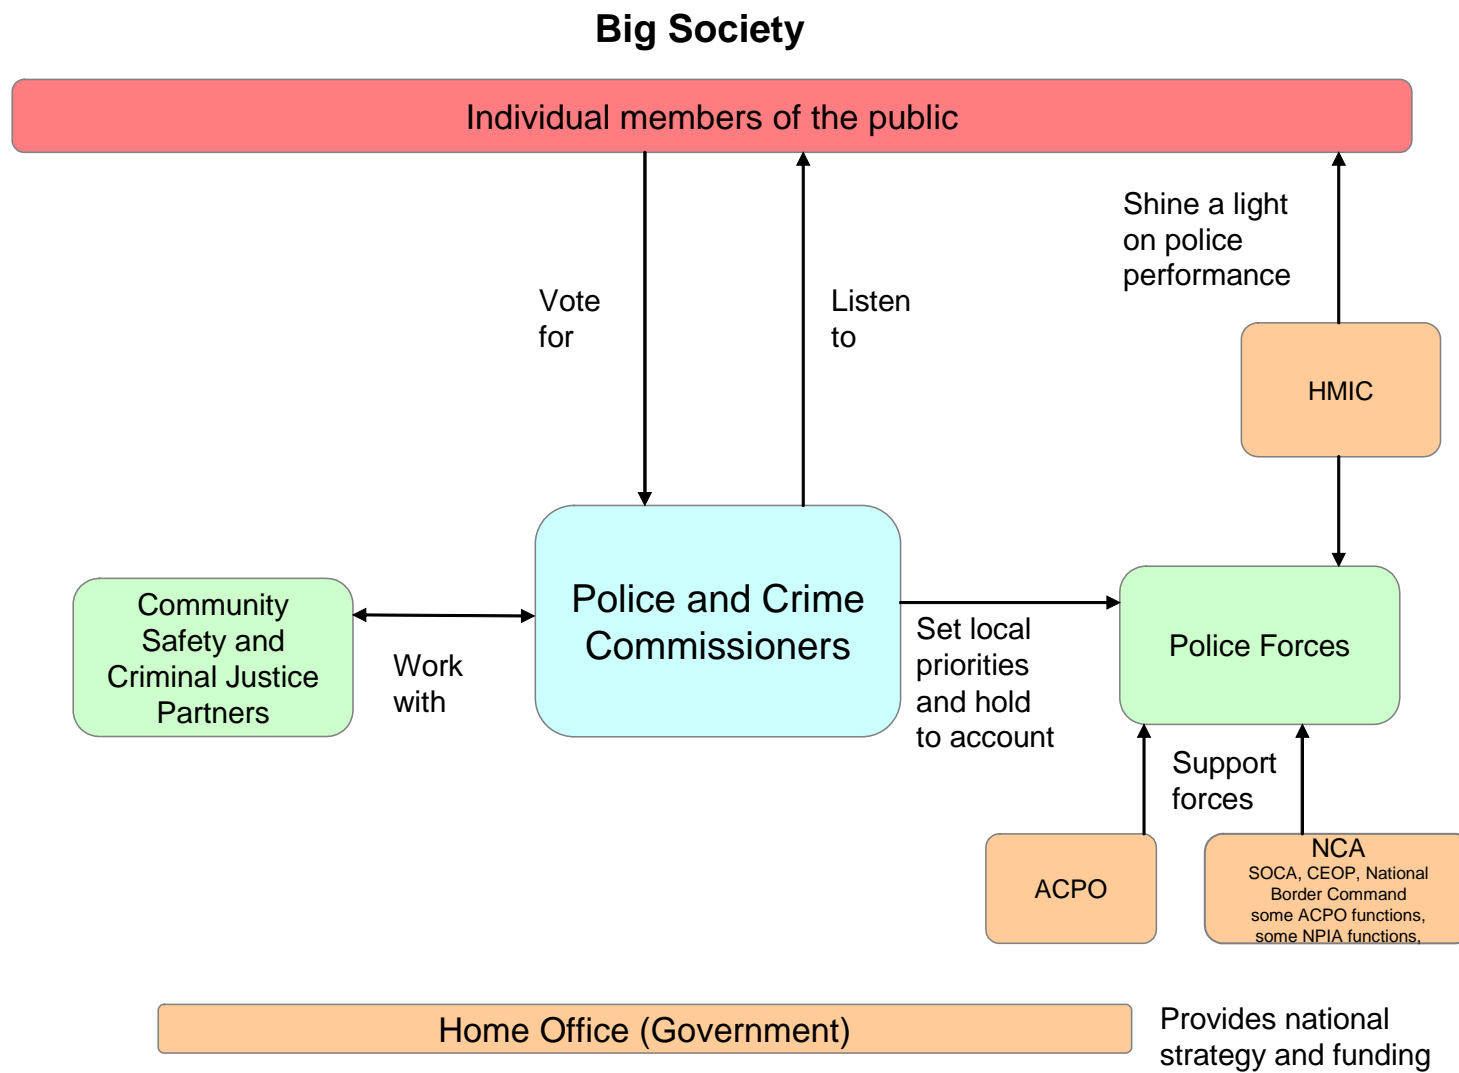 Big Society
Individual members of the public
Shine a light
on police
performance
Vote
for
Listen
to
HMIC
Community
Safety and
Criminal Justice
Partners
Work
with
Police and Crime
Commissioners
Set local
priorities
and hold
to account
Police Forces
Support
forces
ACPO
NCA
SOCA, CEOP, National
Border Command
some ACPO functions,
some NPIA functions,
Home Office (Government)
Provides national
strategy and funding